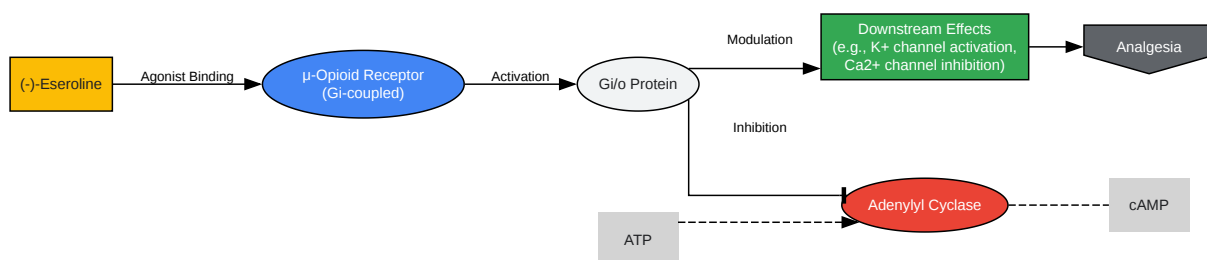 (-)-Eseroline
Agonist Binding
μ-Opioid Receptor
(Gi-coupled)
Activation
Gi/o Protein
Modulation
Downstream Effects
(e.g., K+ channel activation,
Ca2+ channel inhibition)
Analgesia
Inhibition
Adenylyl Cyclase
cAMP
ATP